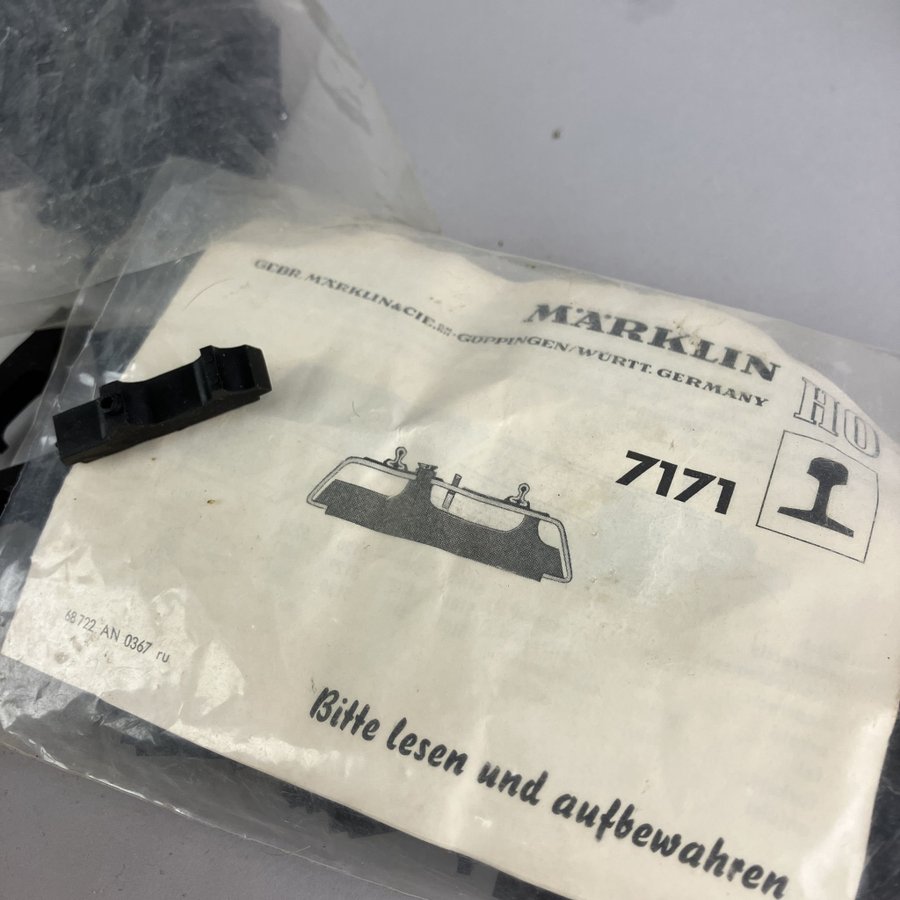 MÄRKLIN
GEBR. MÄRKLIN & CIE. GMBH - GÖPPINGEN/WÜRTT. GERMANY
HO
7171
68 722 AN 0367 ru
Bitte lesen und aufbewahren